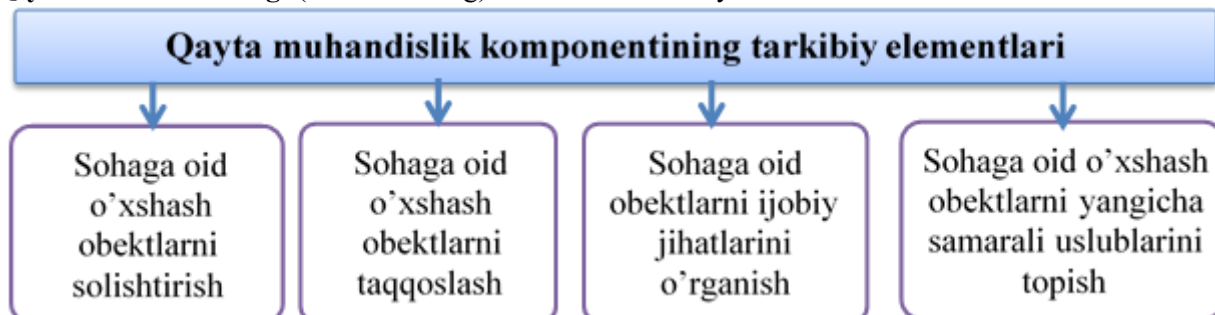 Qayta muhandislik komponentining tarkibiy elementlari
Sohaga oid
o’xshash
obektlarni
solishtirish
Sohaga oid
o’xshash
obektlarni
taqqoslash
Sohaga oid
obektlarni ijobiy
jihatlarini
o’rganish
Sohaga oid o’xshash
obektlarni yangicha
samarali uslublarini
topish